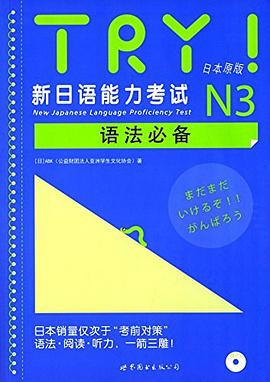 TRY!
日本原版
新日语能力考试 N3
New Japanese Language Proficiency Test
语法必备
[日]ABK(公益财团法人亚洲学生文化协会) 著
まだまだ
いけるぞ!!
がんばろう
日本销量仅次于“考前对策”
语法·阅读·听力,一箭三雕!
世界图书出版公司